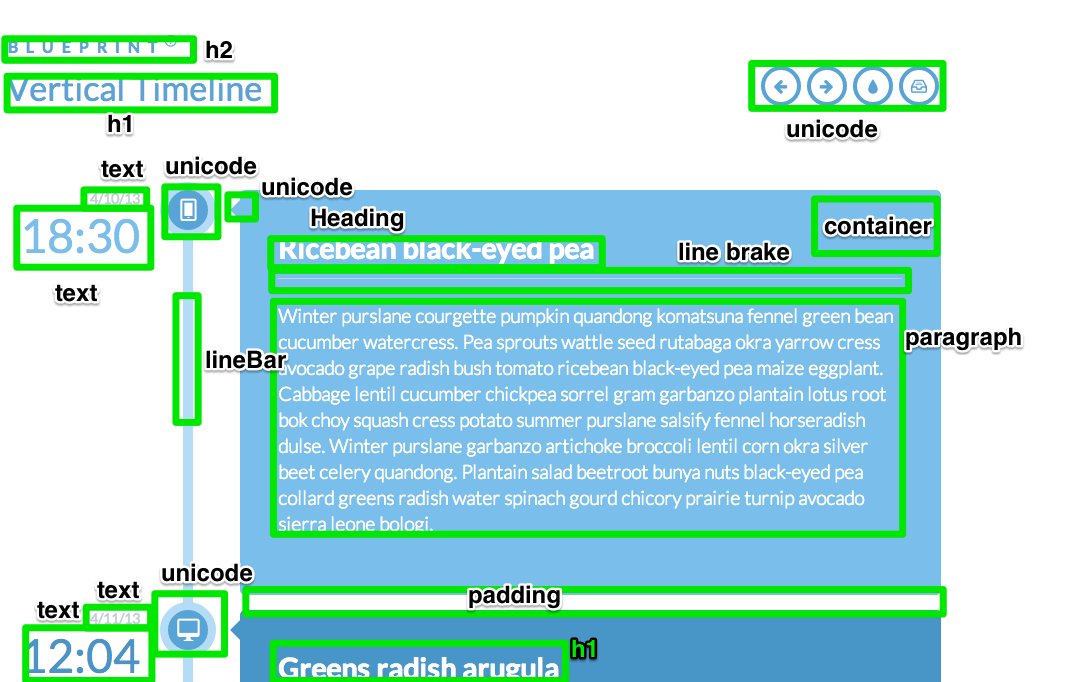 BLUEPRINT
h2
Vertical Timeline
h1
unicode
text
unicode
unicode
4/10/13
18:30
text
Heading
container
Ricebean black-eyed pea
line brake
Winter purslane courgette pumpkin quandong komatsuna fennel green bean
cucumber watercress. Pea sprouts wattle seed rutabaga okra yarrow cress
avocado grape radish bush tomato ricebean black-eyed pea maize eggplant.
Cabbage lentil cucumber chickpea sorrel gram garbanzo plantain lotus root
bok choy squash cress potato summer purslane salsify fennel horseradish
dulse. Winter purslane garbanzo artichoke broccoli lentil corn okra silver
beet celery quandong. Plantain salad beetroot bunya nuts black-eyed pea
collard greens radish water spinach gourd chicory prairie turnip avocado
sierra leone bologi.
paragraph
lineBar
unicode
text
text
4/11/13
12:04
padding
h1
Greens radish arugula